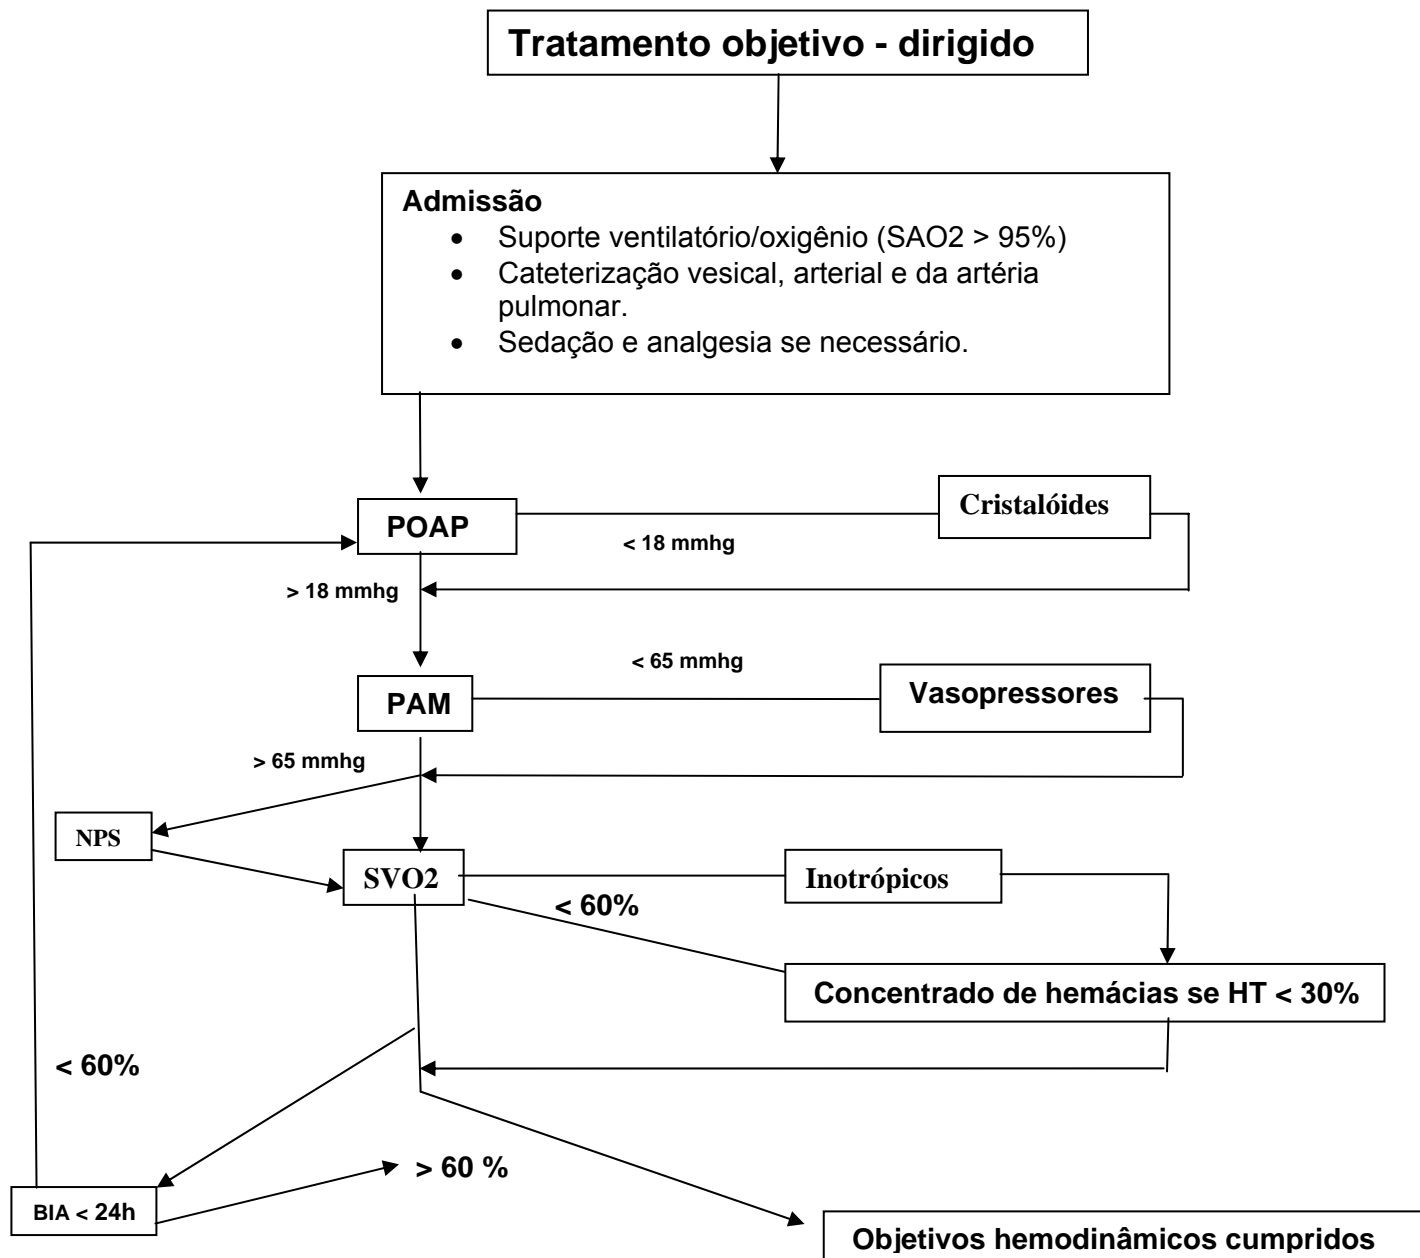 Tratamento objetivo - dirigido
Admissão
• Suporte ventilatório/oxigênio (SAO2 > 95%)
• Cateterização vesical, arterial e da artéria
pulmonar.
• Sedação e analgesia se necessário.
Cristalóides
POAP
< 18 mmhg
> 18 mmhg
< 65 mmhg
Vasopressores
PAM
> 65 mmhg
NPS
SVO2
Inotrópicos
< 60%
Concentrado de hemácias se HT < 30%
< 60%
> 60 %
BIA < 24h
Objetivos hemodinâmicos cumpridos